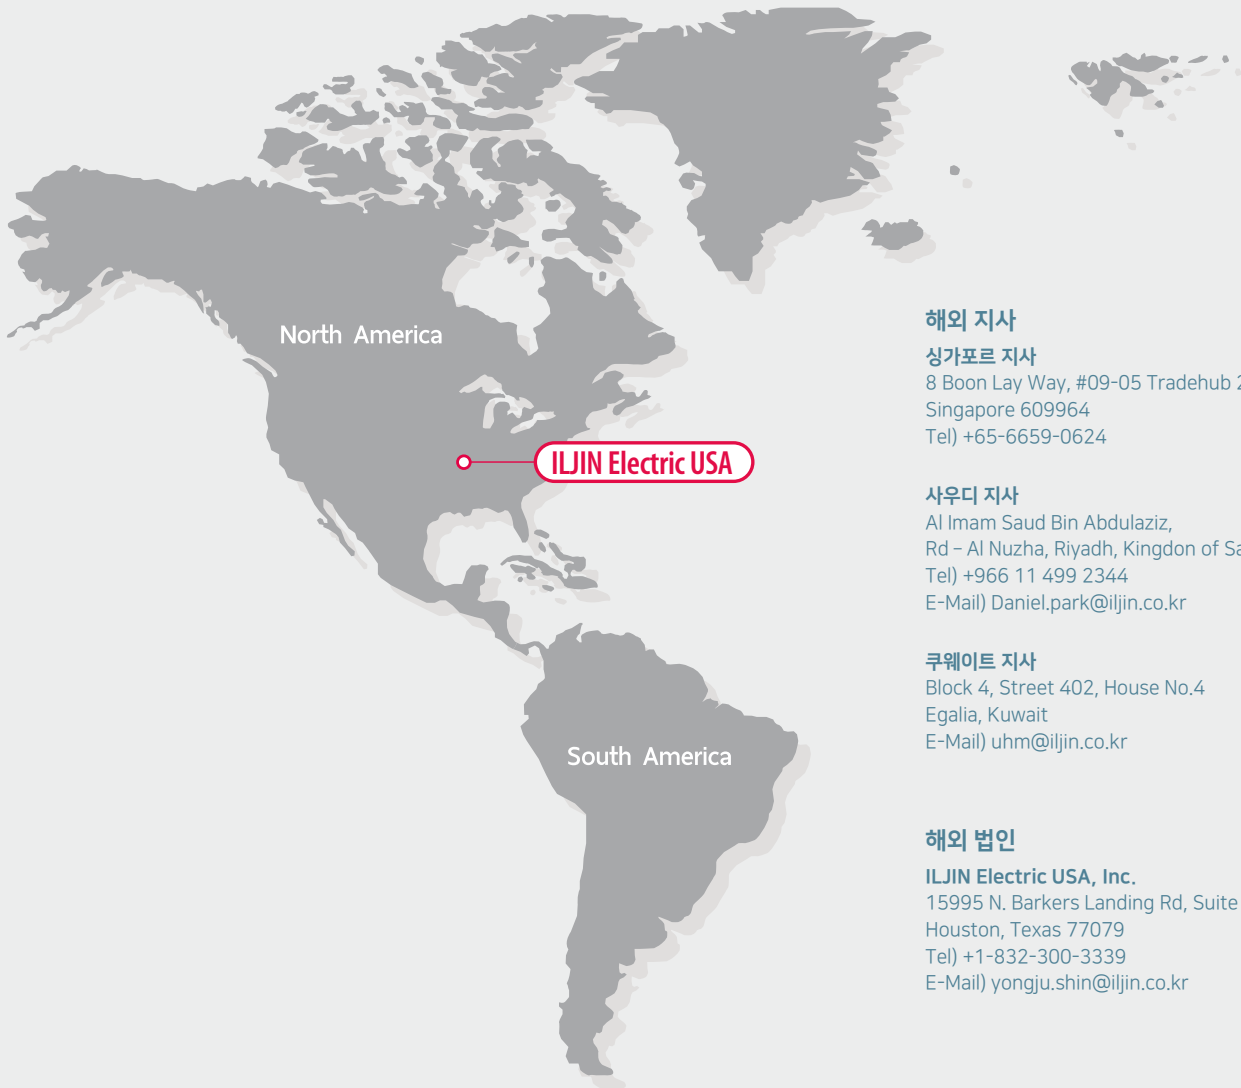 North America
ILJIN Electric USA
South America
해외 지사
싱가포르 지사
8 Boon Lay Way, #09-05 Tradehub
Singapore 609964
Tel) +65-6659-0624
사우디 지사
Al Imam Saud Bin Abdulaziz,
Rd – Al Nuzha, Riyadh, Kingdon of
Tel) +966 11 499 2344
E-Mail) Daniel.park@iljin.co.kr
쿠웨이트 지사
Block 4, Street 402, House No.4
Egalia, Kuwait
E-Mail) uhm@iljin.co.kr
해외 법인
ILJIN Electric USA, Inc.
15995 N. Barkers Landing Rd, Suite
Houston, Texas 77079
Tel) +1-832-300-3339
E-Mail) yongju.shin@iljin.co.kr